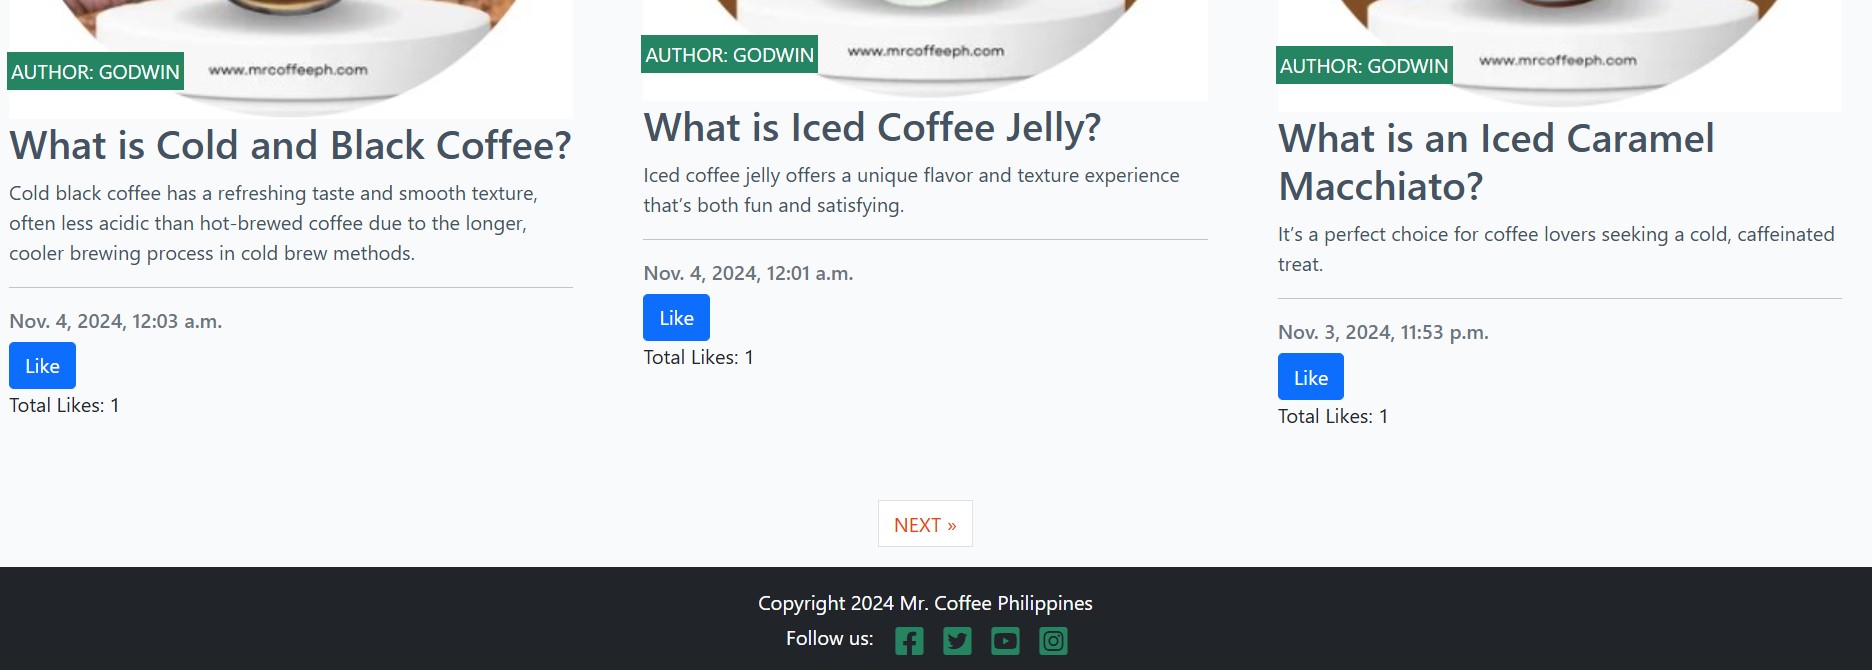 AUTHOR: GODWIN
www.mrcoffeeph.com
What is Cold and Black Coffee?
Cold black coffee has a refreshing taste and smooth texture,
often less acidic than hot-brewed coffee due to the longer,
cooler brewing process in cold brew methods.
Nov. 4, 2024, 12:03 a.m.
Like
Total Likes: 1
AUTHOR: GODWIN
www.mrcoffeeph.com
What is Iced Coffee Jelly?
Iced coffee jelly offers a unique flavor and texture experience
that’s both fun and satisfying.
Nov. 4, 2024, 12:01 a.m.
Like
Total Likes: 1
AUTHOR: GODWIN
www.mrcoffeeph.com
What is an Iced Caramel
Macchiato?
It’s a perfect choice for coffee lovers seeking a cold, caffeinated
treat.
Nov. 3, 2024, 11:53 p.m.
Like
Total Likes: 1
NEXT »
Copyright 2024 Mr. Coffee Philippines
Follow us: